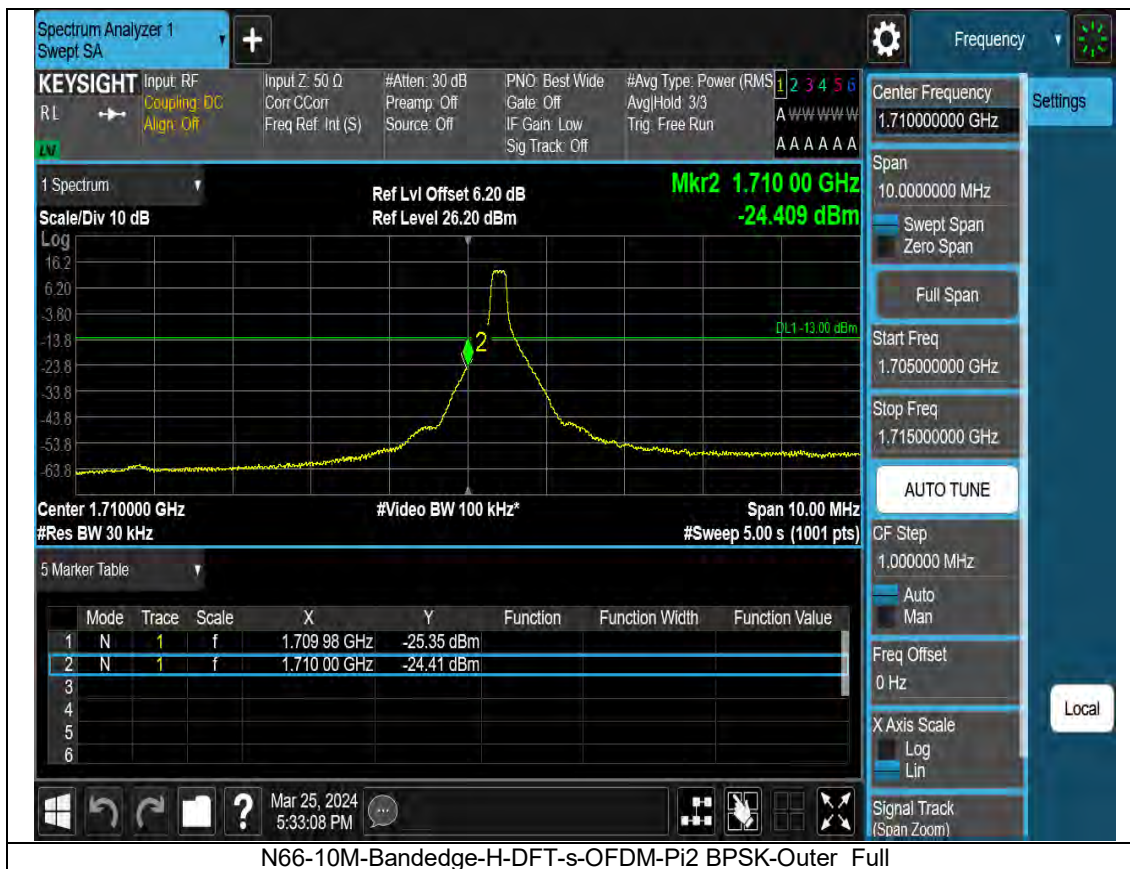 Spectrum Analyzer 1
Swept SA
+
Frequency
KEYSIGHT
RL
Input: RF
Coupling: DC
Align: Off
Input Z: 50 Ω
Corr CCorr
Freq Ref: Int (S)
#Atten: 30 dB
Preamp: Off
Source: Off
PNO: Best Wide
Gate: Off
IF Gain: Low
Sig Track: Off
#Avg Type: Power (RMS
Avg|Hold: 3/3
Trig: Free Run
1 2 3 4 5 6
A W W W W W
A A A A A A
Center Frequency
1.710000000 GHz
Settings
Span
10.0000000 MHz
Swept Span
Zero Span
Full Span
Start Freq
1.705000000 GHz
Stop Freq
1.715000000 GHz
AUTO TUNE
CF Step
1.000000 MHz
Auto
Man
Freq Offset
0 Hz
X Axis Scale
Log
Lin
Signal Track
(Span Zoom)
Local
1 Spectrum
Scale/Div 10 dB
Ref Lvl Offset 6.20 dB
Ref Level 26.20 dBm
Mkr2 1.710 00 GHz
-24.409 dBm
Log
16.2
6.20
-3.80
-13.8
-23.8
-33.8
-43.8
-53.8
-63.8
2
DL1 -13.00 dBm
Center 1.710000 GHz
#Video BW 100 kHz*
Span 10.00 MHz
#Res BW 30 kHz
#Sweep 5.00 s (1001 pts)
5 Marker Table
Mode Trace Scale X Y Function Function Width Function Value
1 N 1 f 1.709 98 GHz -25.35 dBm
2 N 1 f 1.710 00 GHz -24.41 dBm
3
4
5
6
?
Mar 25, 2024
5:33:08 PM
N66-10M-Bandedge-H-DFT-s-OFDM-Pi2 BPSK-Outer_Full